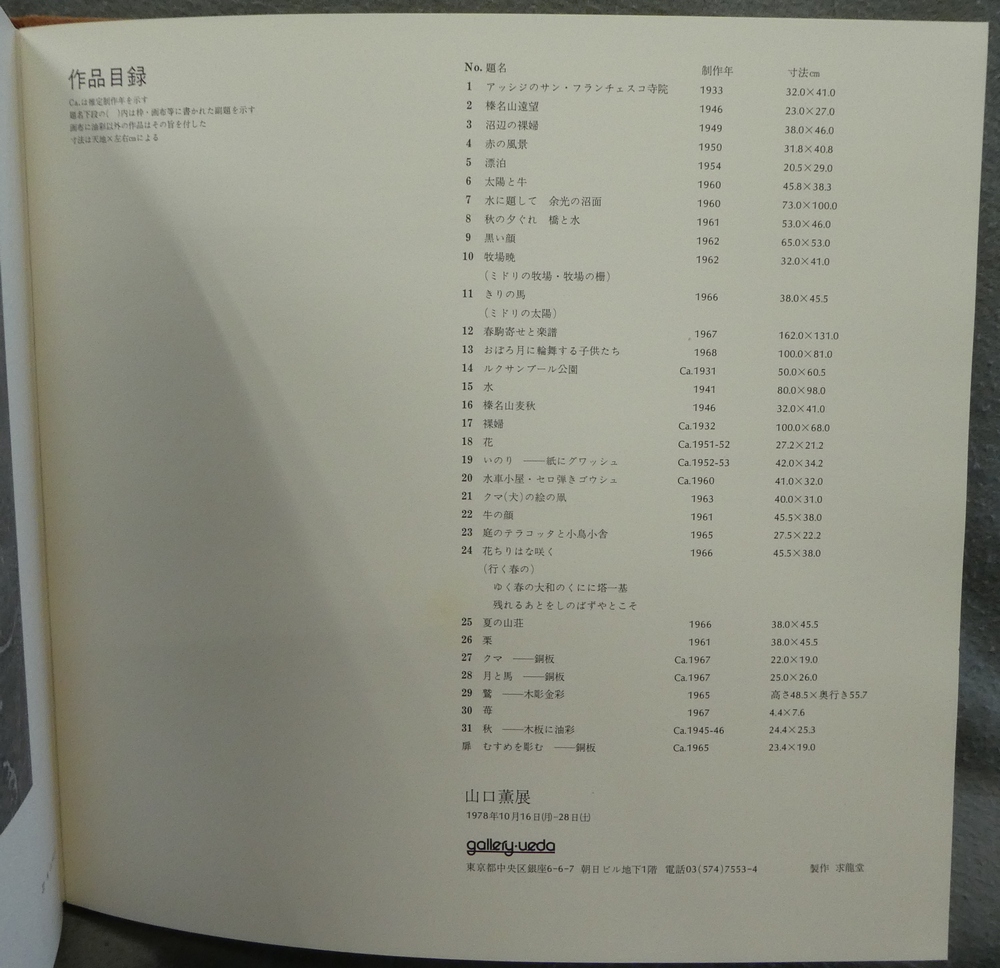 作品目録
Ca.は推定制作年を示す
題名下段の(　)内は枠・画布等に書かれた副題を示す
画布に油彩以外の作品はその旨を付した
寸法は天地×左右cmによる
No. 題名 制作年 寸法cm
1 アッシジのサン・フランチェスコ寺院 1933 32.0×41.0
2 榛名山遠望 1946 23.0×27.0
3 沼辺の裸婦 1949 38.0×46.0
4 赤の風景 1950 31.8×40.8
5 漂泊 1954 20.5×29.0
6 太陽と牛 1960 45.8×38.3
7 水に題して　余光の沼面 1960 73.0×100.0
8 秋の夕ぐれ　橋と水 1961 53.0×46.0
9 黒い顔 1962 65.0×53.0
10 牧場晩 1962 32.0×41.0
(ミドリの牧場・牧場の柵)
11 きりの馬 1966 38.0×45.5
(ミドリの太陽)
12 春駒寄せと楽譜 1967 162.0×131.0
13 おぼろ月に輪舞する子供たち 1968 100.0×81.0
14 ルクサンブール公園 Ca.1931 50.0×60.5
15 水 1941 80.0×98.0
16 榛名山麦秋 1946 32.0×41.0
17 裸婦 Ca.1932 100.0×68.0
18 花 Ca.1951-52 27.2×21.2
19 いのり ——紙にグワッシュ Ca.1952-53 42.0×34.2
20 水車小屋・セロ弾きゴウシュ Ca.1960 41.0×32.0
21 クマ(犬)の絵の凧 1963 40.0×31.0
22 牛の顔 1961 45.5×38.0
23 庭のテラコッタと小鳥小舎 1965 27.5×22.2
24 花ちりはな咲く 1966 45.5×38.0
(行く春の)
ゆく春の大和のくにに塔一基
残れるあとをしのばずやとこそ
25 夏の山荘 1966 38.0×45.5
26 栗 1961 38.0×45.5
27 クマ ——銅板 Ca.1967 22.0×19.0
28 月と馬 ——銅板 Ca.1967 25.0×26.0
29 鷲 ——木彫金彩 1965 高さ48.5×奥行き55.7
30 苺 1967 4.4×7.6
31 秋 ——木板に油彩 Ca.1945-46 24.4×25.3
扉 むすめを彫む ——銅板 Ca.1965 23.4×19.0
山口薫展
1978年10月16日(月)-28日(土)
gallery·ueda
東京都中央区銀座6-6-7 朝日ビル地下1階 電話03(574)7553-4 製作 求龍堂